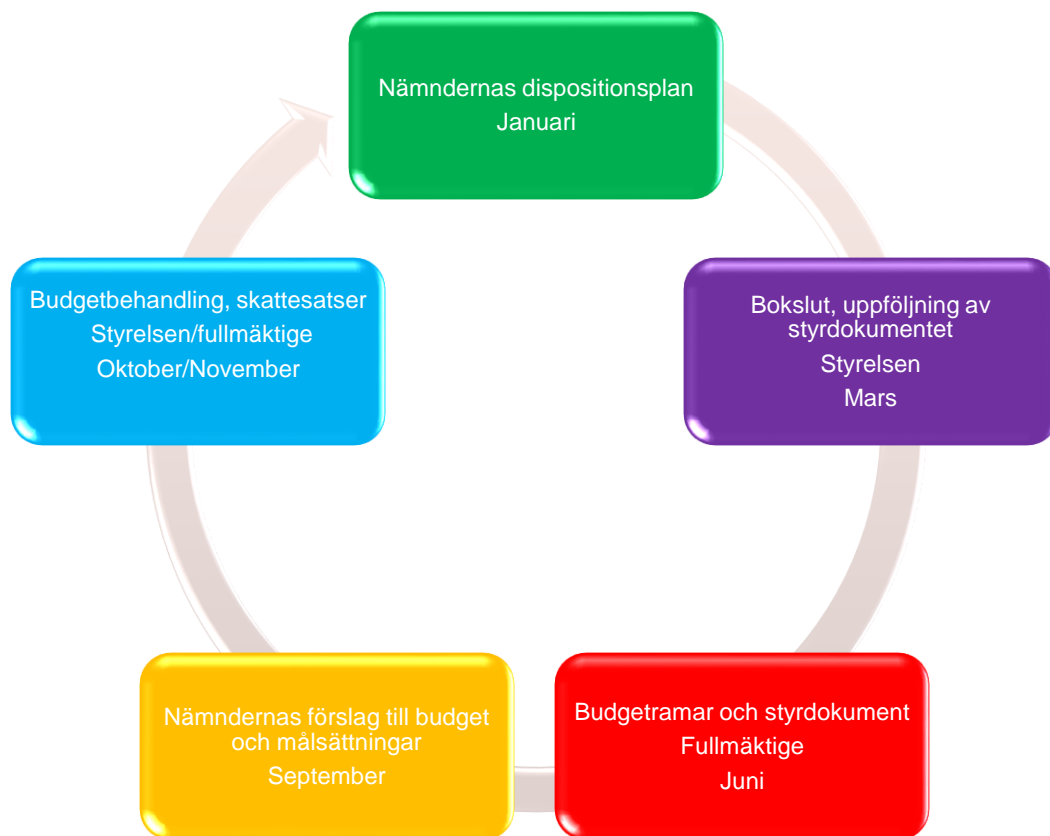 Nämndernas dispositionsplan
Januari
Bokslut, uppföljning av
styrdokumentet
Styrelsen
Mars
Budgetramar och styrdokument
Fullmäktige
Juni
Nämndernas förslag till budget
och målsättningar
September
Budgetbehandling, skattesatser
Styrelsen/fullmäktige
Oktober/November